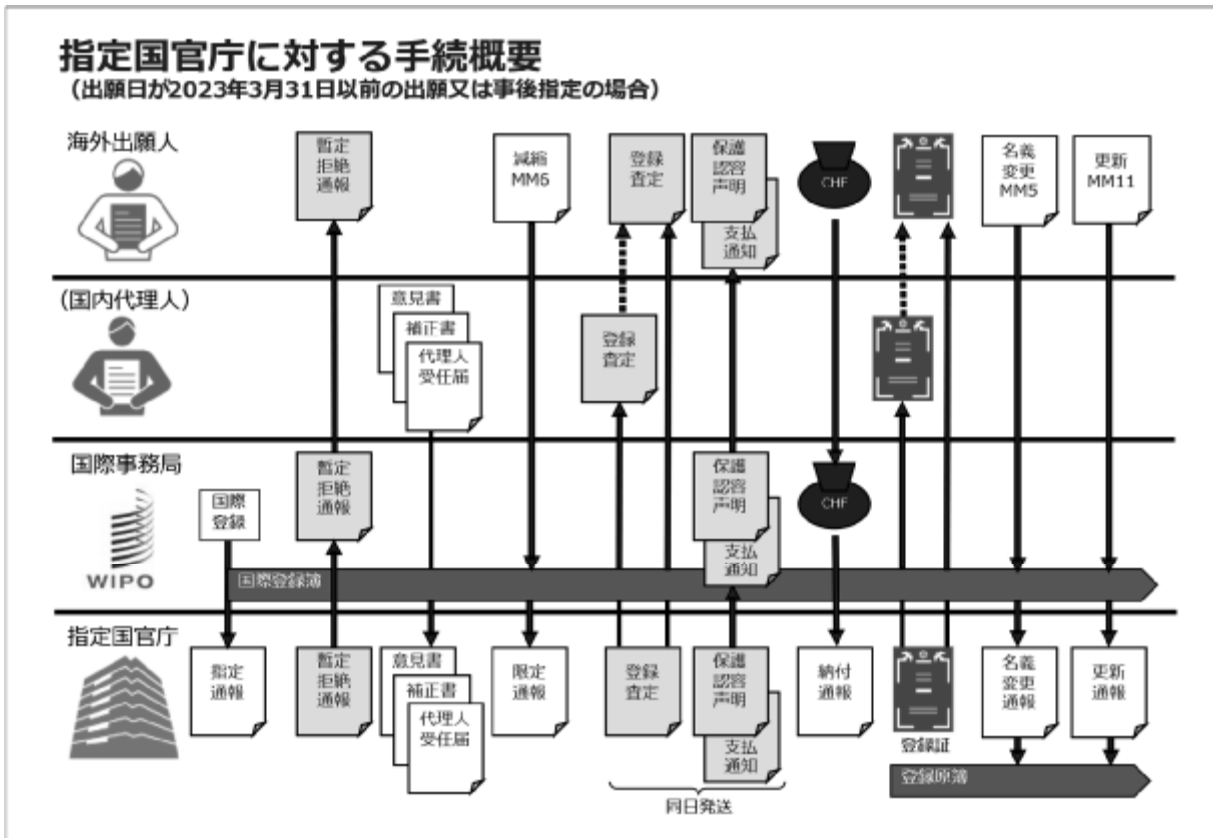 指定国官庁に対する手続概要
（出願日が2023年3月31日以前の出願又は事後指定の場合）
海外出願人
暫定
拒絶
通報
減縮
MM6
登録
査定
保護
認容
声明
支払
通知
CHF
名義
変更
MM5
更新
MM11
（国内代理人）
意見書
補正書
代理人
受任届
登録
査定
国際事務局
WIPO
国際
登録
暫定
拒絶
通報
保護
認容
声明
支払
通知
CHF
国際登録簿
指定国官庁
指定
通報
暫定
拒絶
通報
意見書
補正書
代理人
受任届
限定
通報
登録
査定
保護
認容
声明
支払
通知
納付
通報
登録証
名義
変更
通報
更新
通報
登録原簿
同日発送